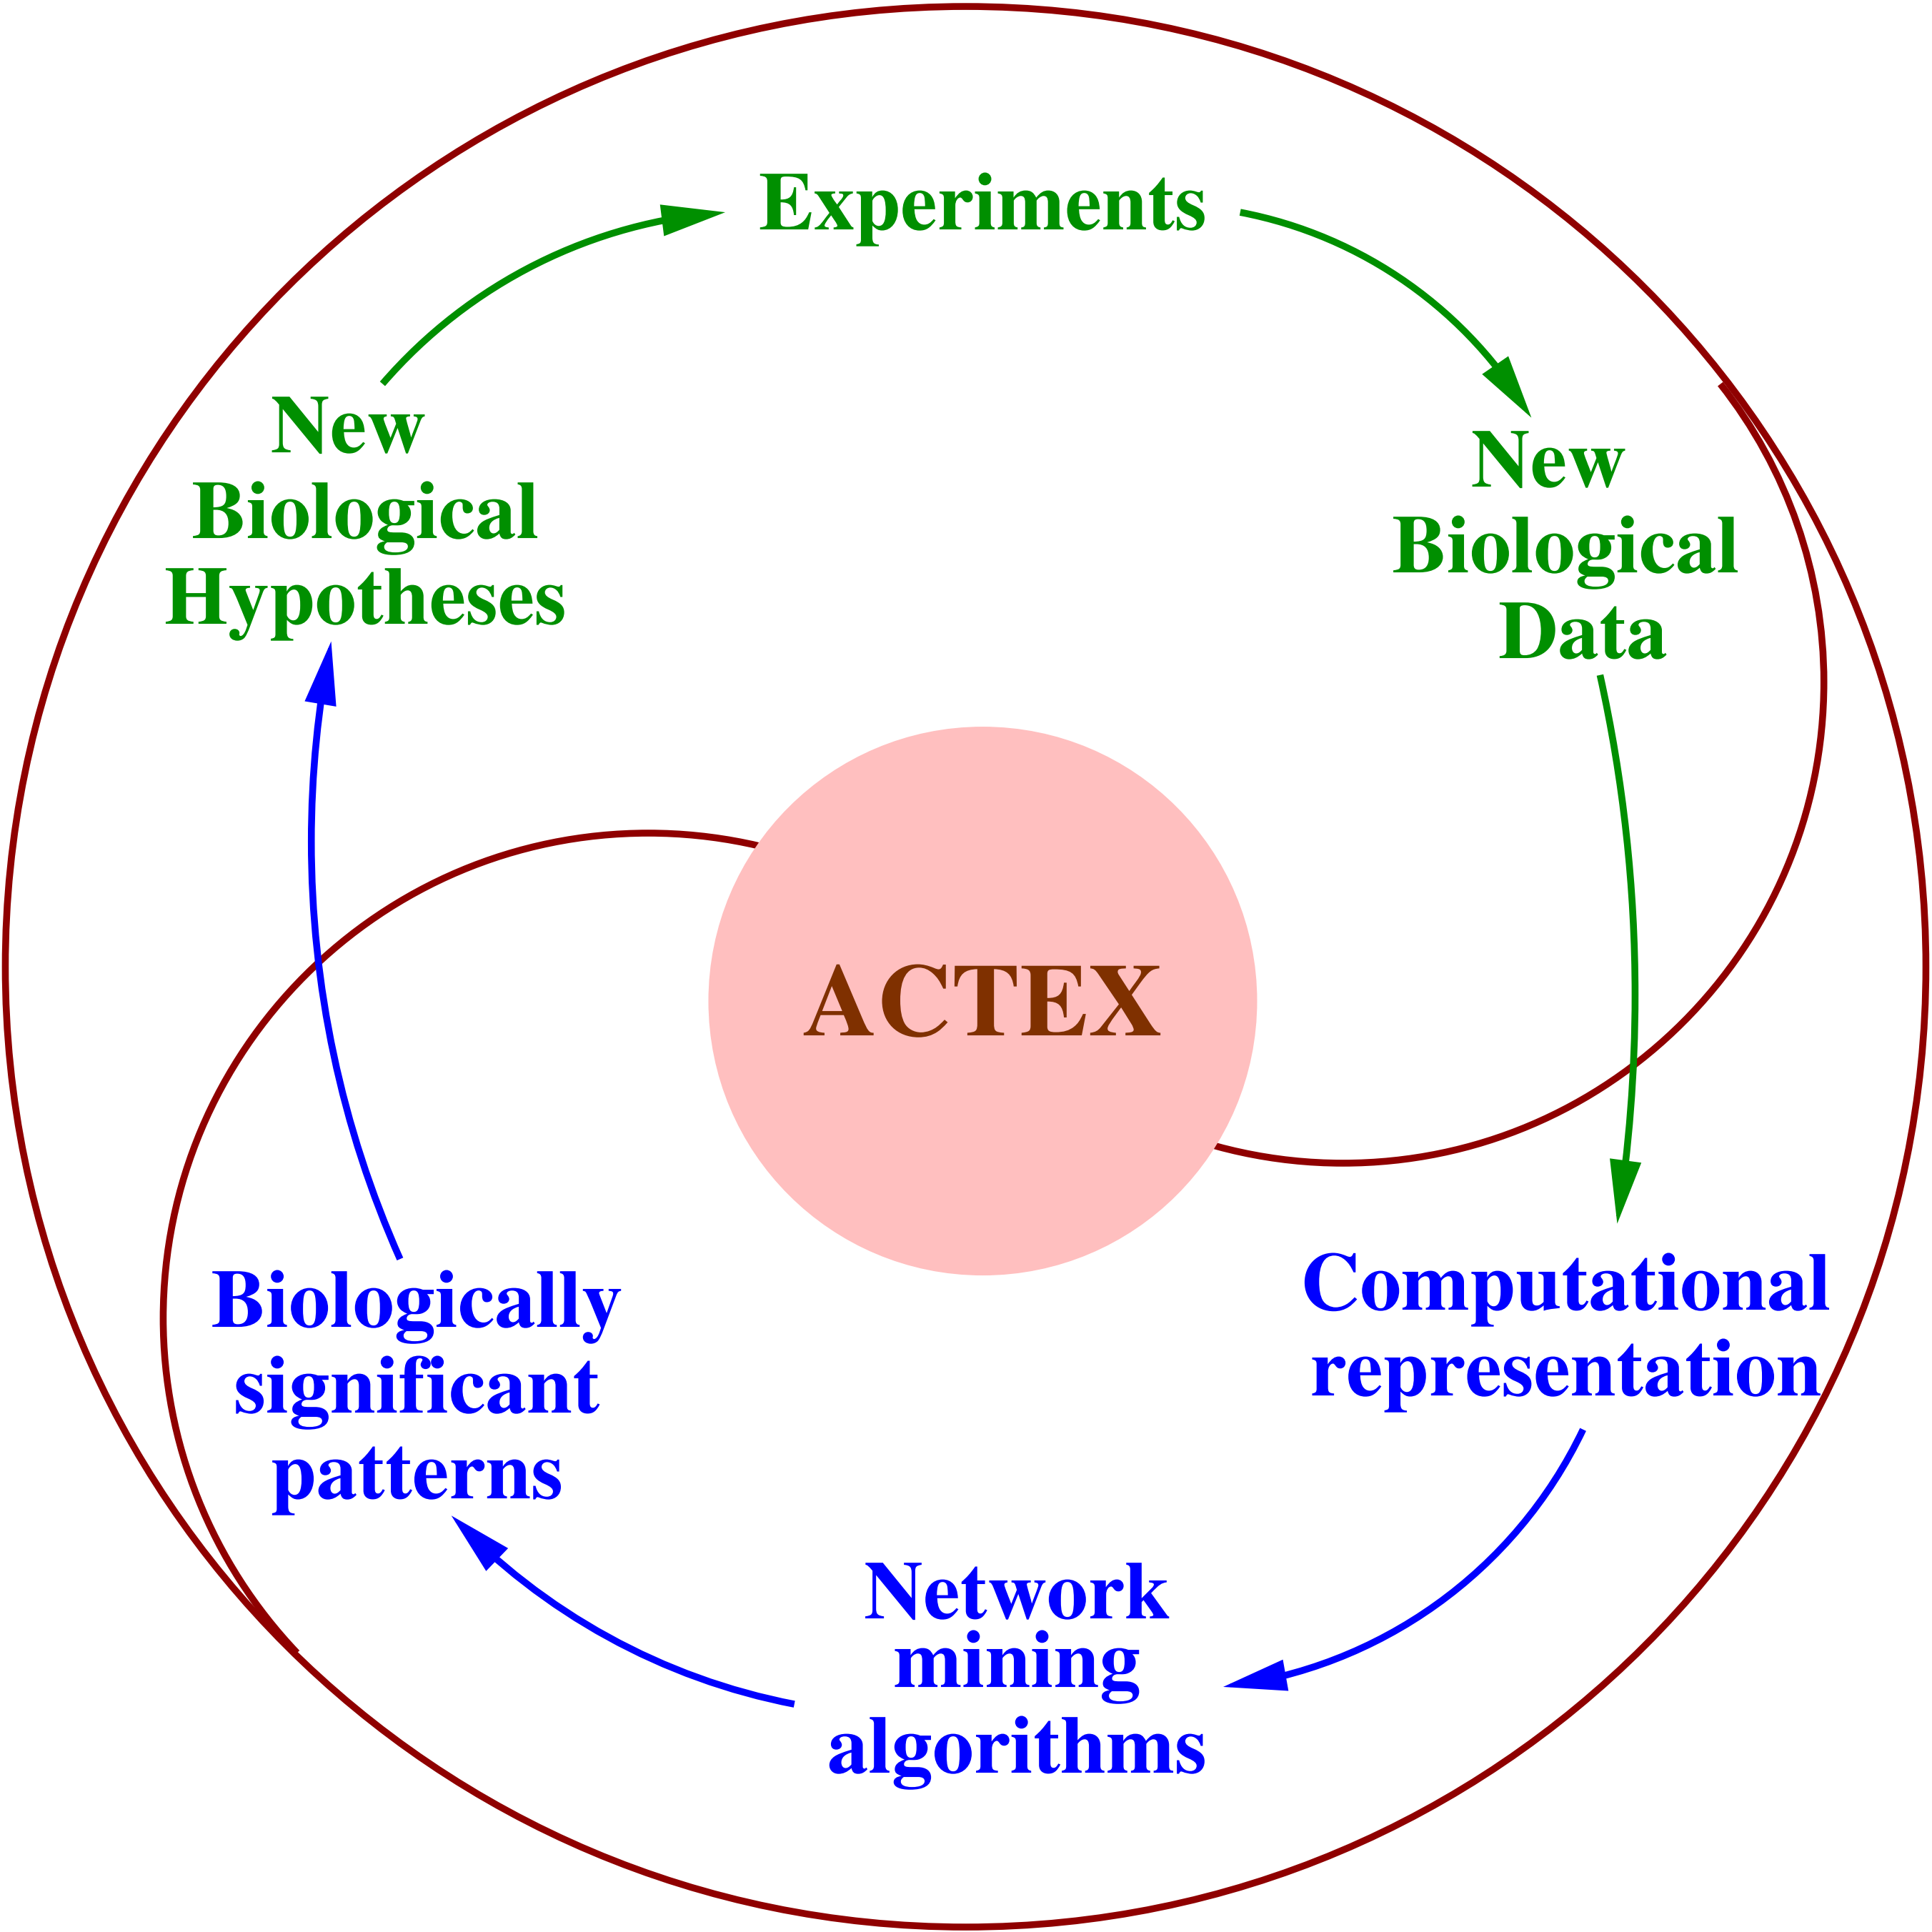 Experiments
New
Biological
Hypotheses
New
Biological
Data
ACTEX
Biologically
significant
patterns
Computational
representation
Network
mining
algorithms